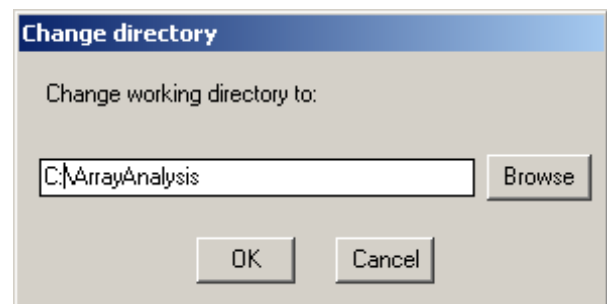 Change directory
Change working directory to:
C:\ArrayAnalysis
Browse
OK
Cancel